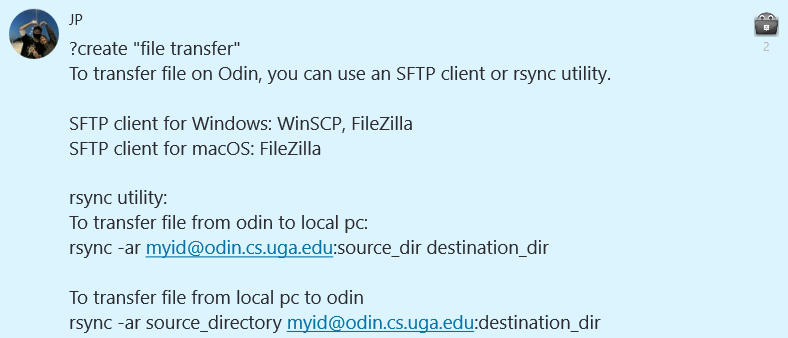 JP
?create "file transfer"
2
To transfer file on Odin, you can use an SFTP client or rsync utility.
SFTP client for Windows: WinSCP, FileZilla
SFTP client for macOS: FileZilla
rsync utility:
To transfer file from odin to local pc:
rsync -ar myid@odin.cs.uga.edu:source_dir destination_dir
To transfer file from local pc to odin
rsync -ar source_directory myid@odin.cs.uga.edu:destination_dir